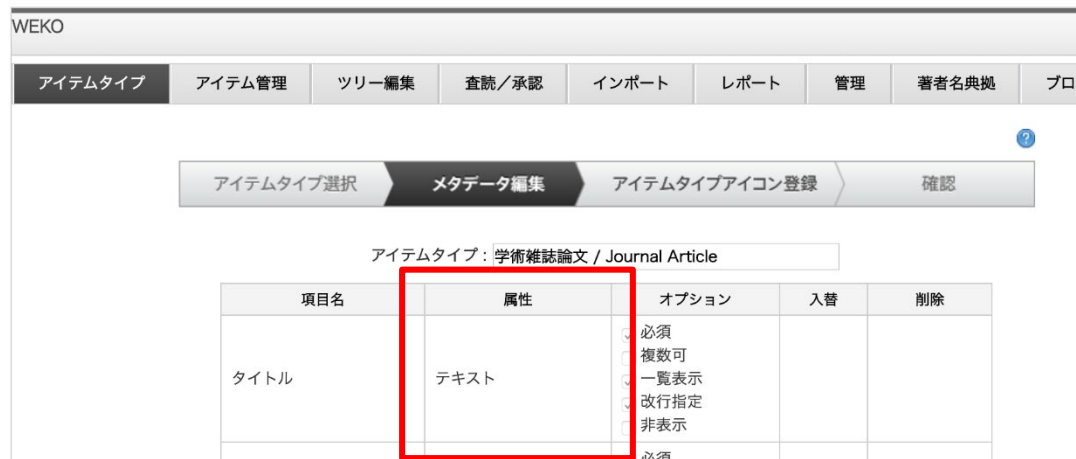 WEKO
アイテムタイプ アイテム管理 ツリー編集 査読／承認 インポート レポート 管理 著者名典拠 ブロ
?
アイテムタイプ選択 メタデータ編集 アイテムタイプアイコン登録 確認
アイテムタイプ : 学術雑誌論文 / Journal Article
項目名 属性 オプション 入替 削除
タイトル テキスト 必須
複数可
一覧表示
改行指定
非表示
必須